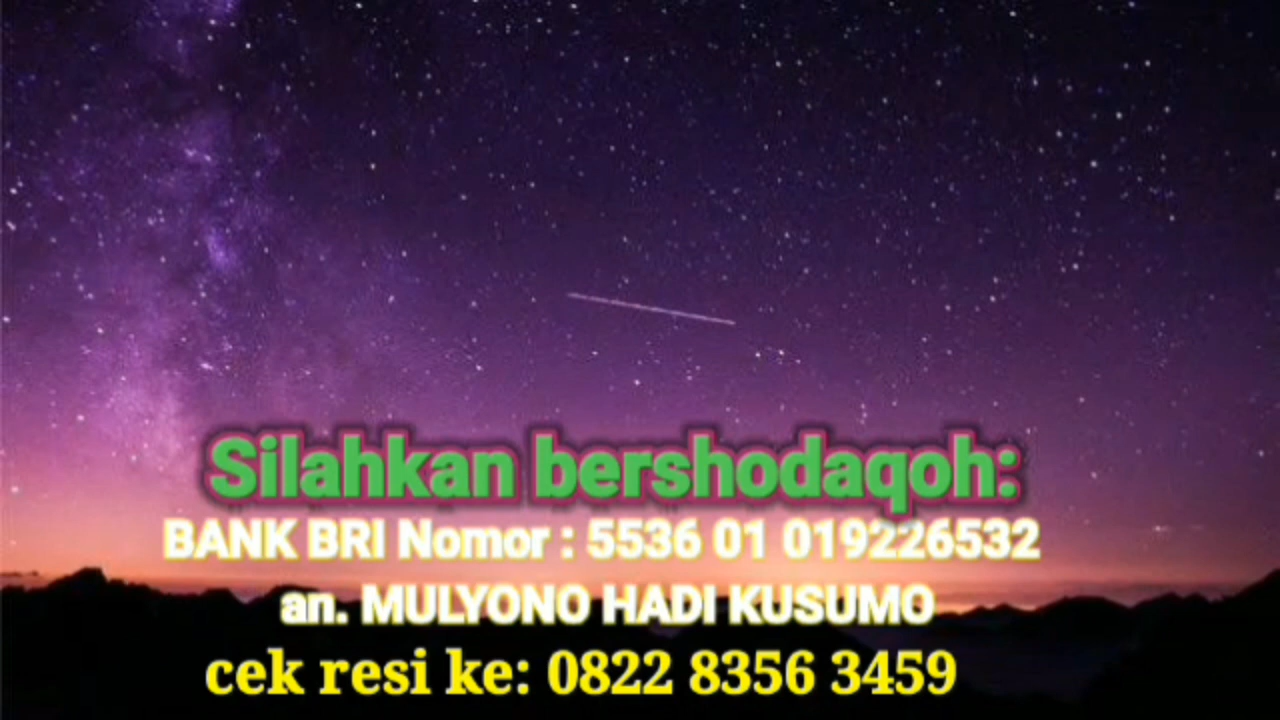 Silahkan bershodaqoh:
BANK BRI Nomor : 5536 01 019226532
an. MULYONO HADI KUSUMO
cek resi ke: 0822 8356 3459